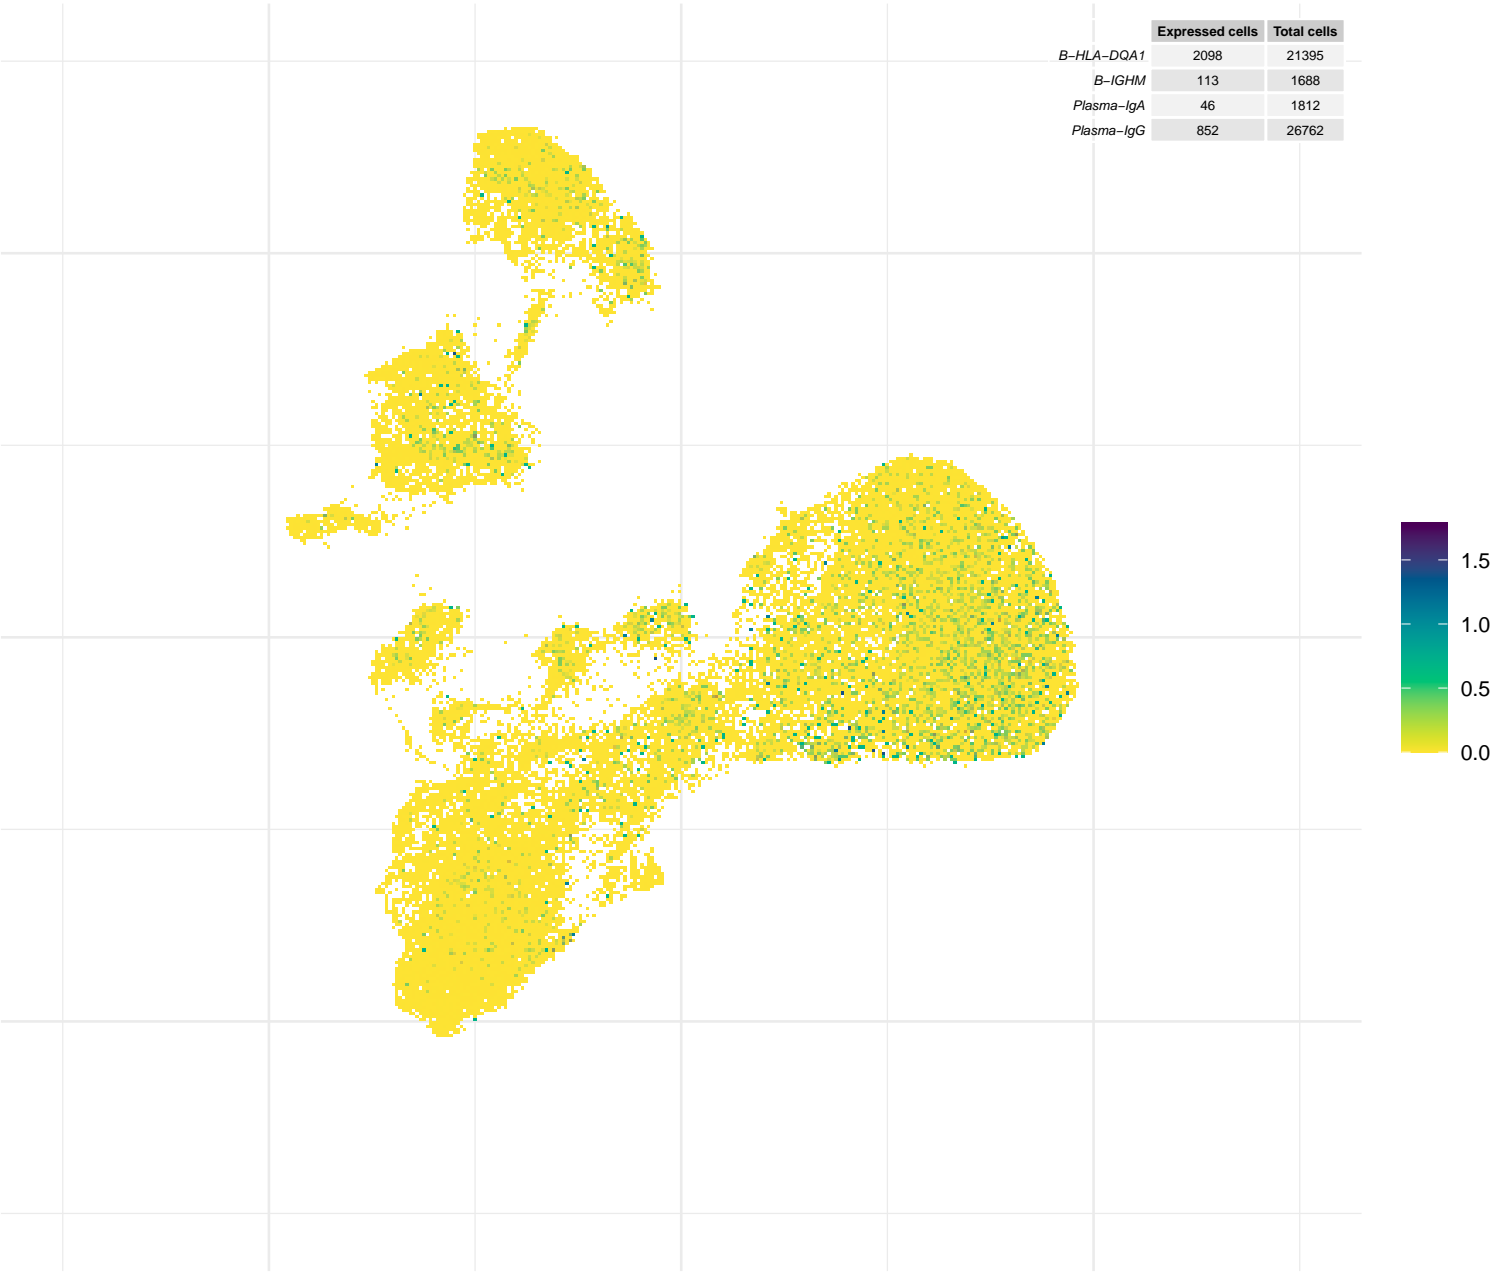 Expressed cells Total cells
B−HLA−DQA1 2098 21395
B−IGHM 113 1688
Plasma−IgA 46 1812
Plasma−IgG 852 26762
1.5
1.0
0.5
0.0